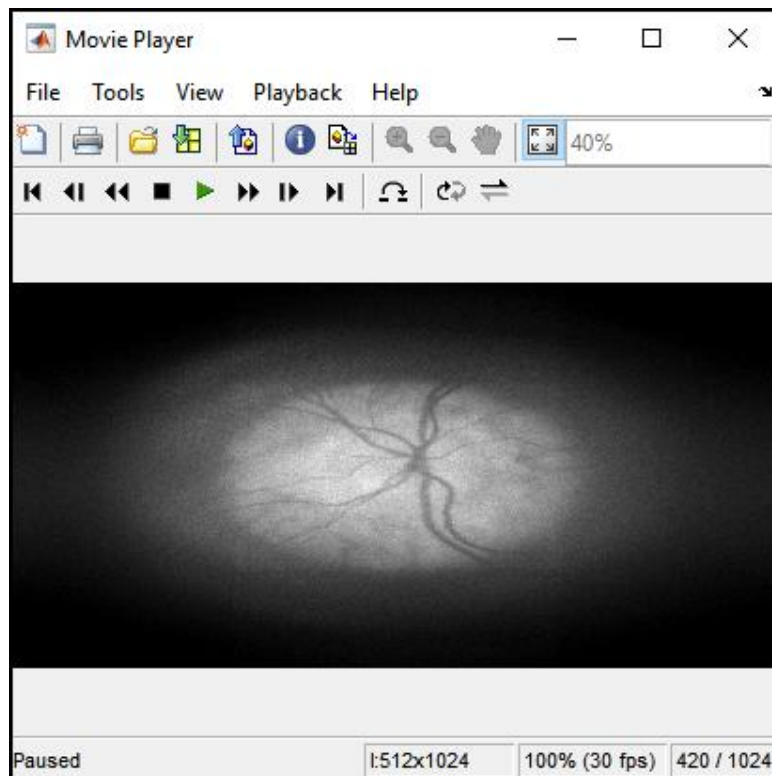 Movie Player
File Tools View Playback Help
40%
Paused I:512x1024 100% (30 fps) 420 / 1024